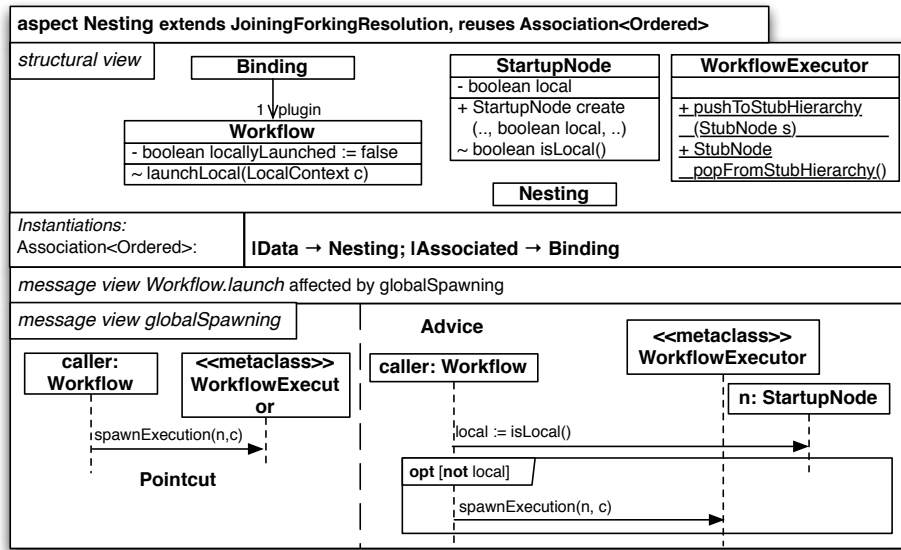 aspect Nesting extends JoiningForkingResolution, reuses Association<Ordered>
structural view
Binding
1
plugin
Workflow
- boolean locallyLaunched := false
~ launchLocal(LocalContext c)
StartupNode
- boolean local
+ StartupNode create
(.., boolean local, ..)
~ boolean isLocal()
WorkflowExecutor
+ pushToStubHierarchy
(StubNode s)
+ StubNode
popFromStubHierarchy()
Nesting
Instantiations:
Association<Ordered>:
|Data → Nesting; |Associated → Binding
message view Workflow.launch affected by globalSpawning
message view globalSpawning
caller:
Workflow
<<metaclass>>
WorkflowExecut
or
spawnExecution(n,c)
Pointcut
Advice
caller: Workflow
<<metaclass>>
WorkflowExecutor
n: StartupNode
local := isLocal()
opt [not local]
spawnExecution(n, c)